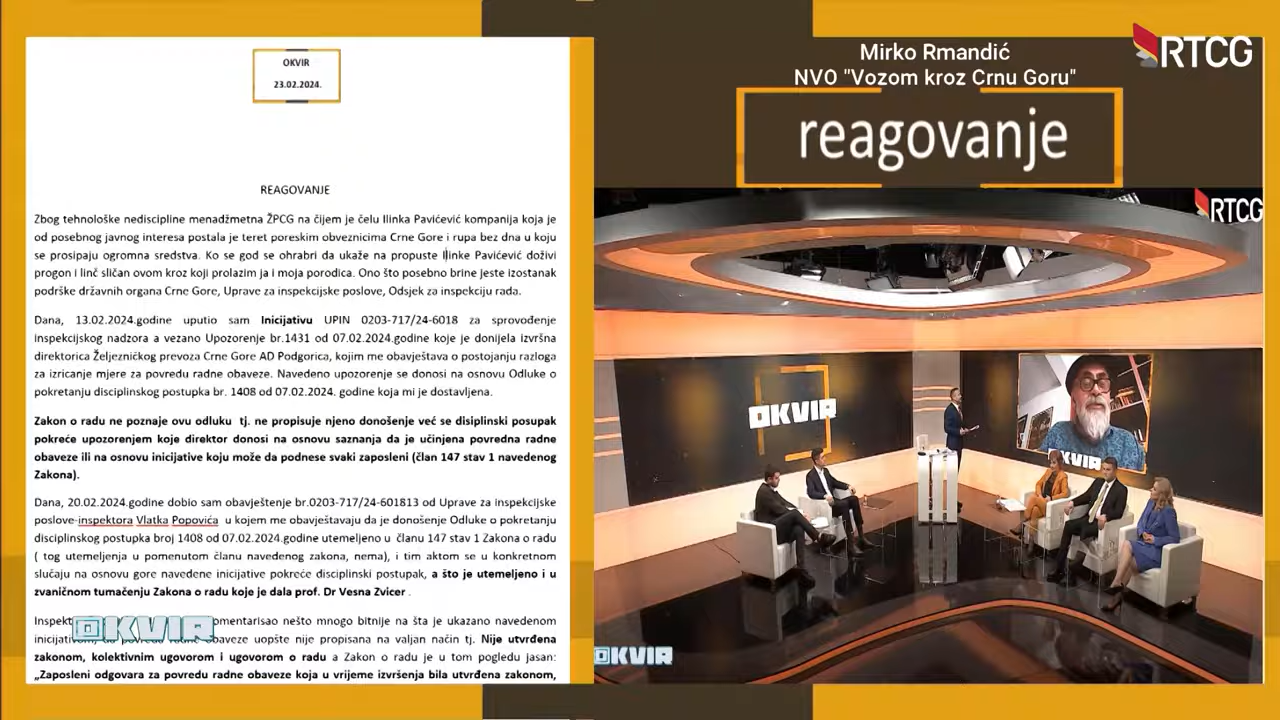 OKVIR
23.02.2024.
REAGOVANJE
Zbog tehnološke nediscipline menadžmetna ŽPCG na čijem je čelu Ilinka Pavićević kompanija koja je
od posebnog javnog interesa postala je teret poreskim obveznicima Crne Gore i rupa bez dna u koju
se prosipaju ogromna sredstva. Ko se god se ohrabri da ukaže na propuste Ilinke Pavićević doživi
progon i linč sličan ovom kroz koji prolazim ja i moja porodica. Ono što posebno brine jeste izostanak
podrške državnih organa Crne Gore, Uprave za inspekcijske poslove, Odsjek za inspekciju rada.
Dana, 13.02.2024.godine uputio sam Inicijativu UPIN 0203-717/24-6018 za sprovođenje
Inspekcijskog nadzora a vezano Upozorenje br.1431 od 07.02.2024.godine koje je donijela izvršna
direktorica Željezničkog prevoza Crne Gore AD Podgorica, kojim me obavještava o postojanju razloga
za izricanje mjere za povredu radne obaveze. Navedeno upozorenje se donosi na osnovu Odluke o
pokretanju disciplinskog postupka br. 1408 od 07.02.2024. godine koja mi je dostavljena.
Zakon o radu ne poznaje ovu odluku tj. ne propisuje njeno donošenje već se disiplinski posupak
pokreće upozorenjem koje direktor donosi na osnovu saznanja da je učinjena povredna radne
obaveze ili na osnovu inicijative koju može da podnese svaki zaposleni (član 147 stav 1 navedenog
Zakona).
Dana, 20.02.2024.godine dobio sam obavještenje br.0203-717/24-601813 od Uprave za inspekcijske
poslove-inspektora Vlatka Popovića u kojem me obavještavaju da je donošenje Odluke o pokretanju
disciplinskog postupka broj 1408 od 07.02.2024.godine utemeljeno u članu 147 stav 1 Zakona o radu
( tog utemeljenja u pomenutom članu navedenog zakona, nema), i tim aktom se u konkretnom
slučaju na osnovu gore navedene inicijative pokreće disciplinski postupak, a što je utemeljeno i u
zvaničnom tumačenju Zakona o radu koje je dala prof. Dr Vesna Zvicer .
Inspekt omentarisao nešto mnogo bitnije na šta je ukazano navedenom
obaveze uopšte nije propisana na valjan način tj. Nije utvrđena
zakonom, kolektivnim ugovorom i ugovorom o radu a Zakon o radu je u tom pogledu jasan:
„Zaposleni odgovara za povredu radne obaveze koja u vrijeme izvršenja bila utvrđena zakonom,
OKVIR
Mirko Rmandić
NVO "Vozom kroz Crnu Goru"
RTCG
reagovanje
RTCG
OKVIR
OKVIR
OKVIR